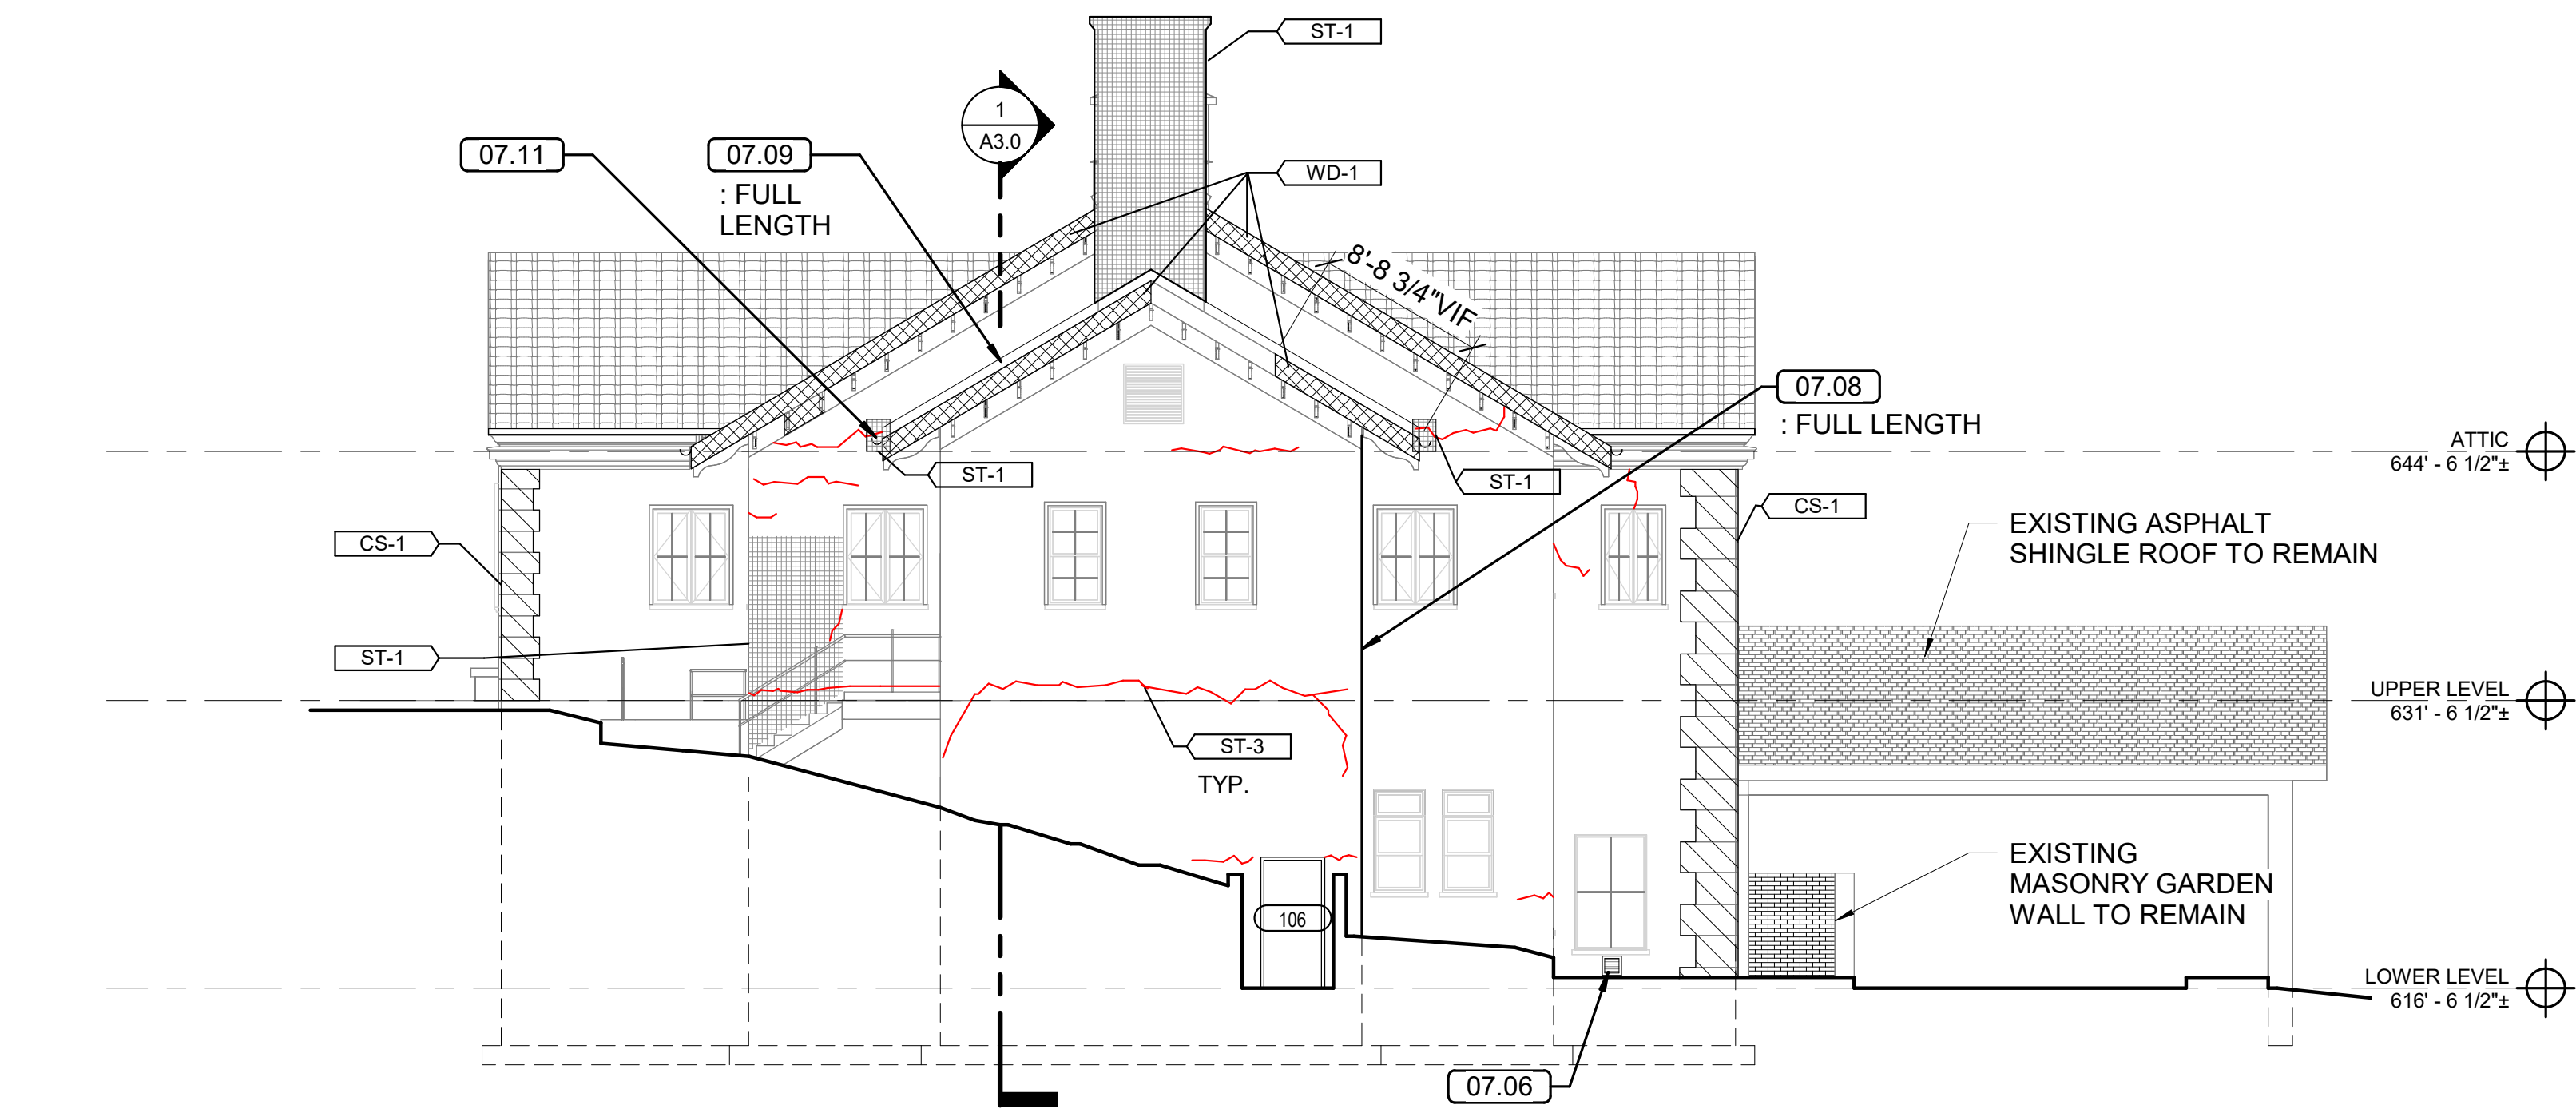 ST-1
1
A3.0
07.11
07.09
: FULL
LENGTH
WD-1
8'-8 3/4"VIF
07.08
: FULL LENGTH
ATTIC
644' - 6 1/2"±
ST-1
ST-1
CS-1
CS-1
EXISTING ASPHALT
SHINGLE ROOF TO REMAIN
ST-1
UPPER LEVEL
631' - 6 1/2"±
ST-3
TYP.
EXISTING
MASONRY GARDEN
WALL TO REMAIN
106
LOWER LEVEL
616' - 6 1/2"±
07.06